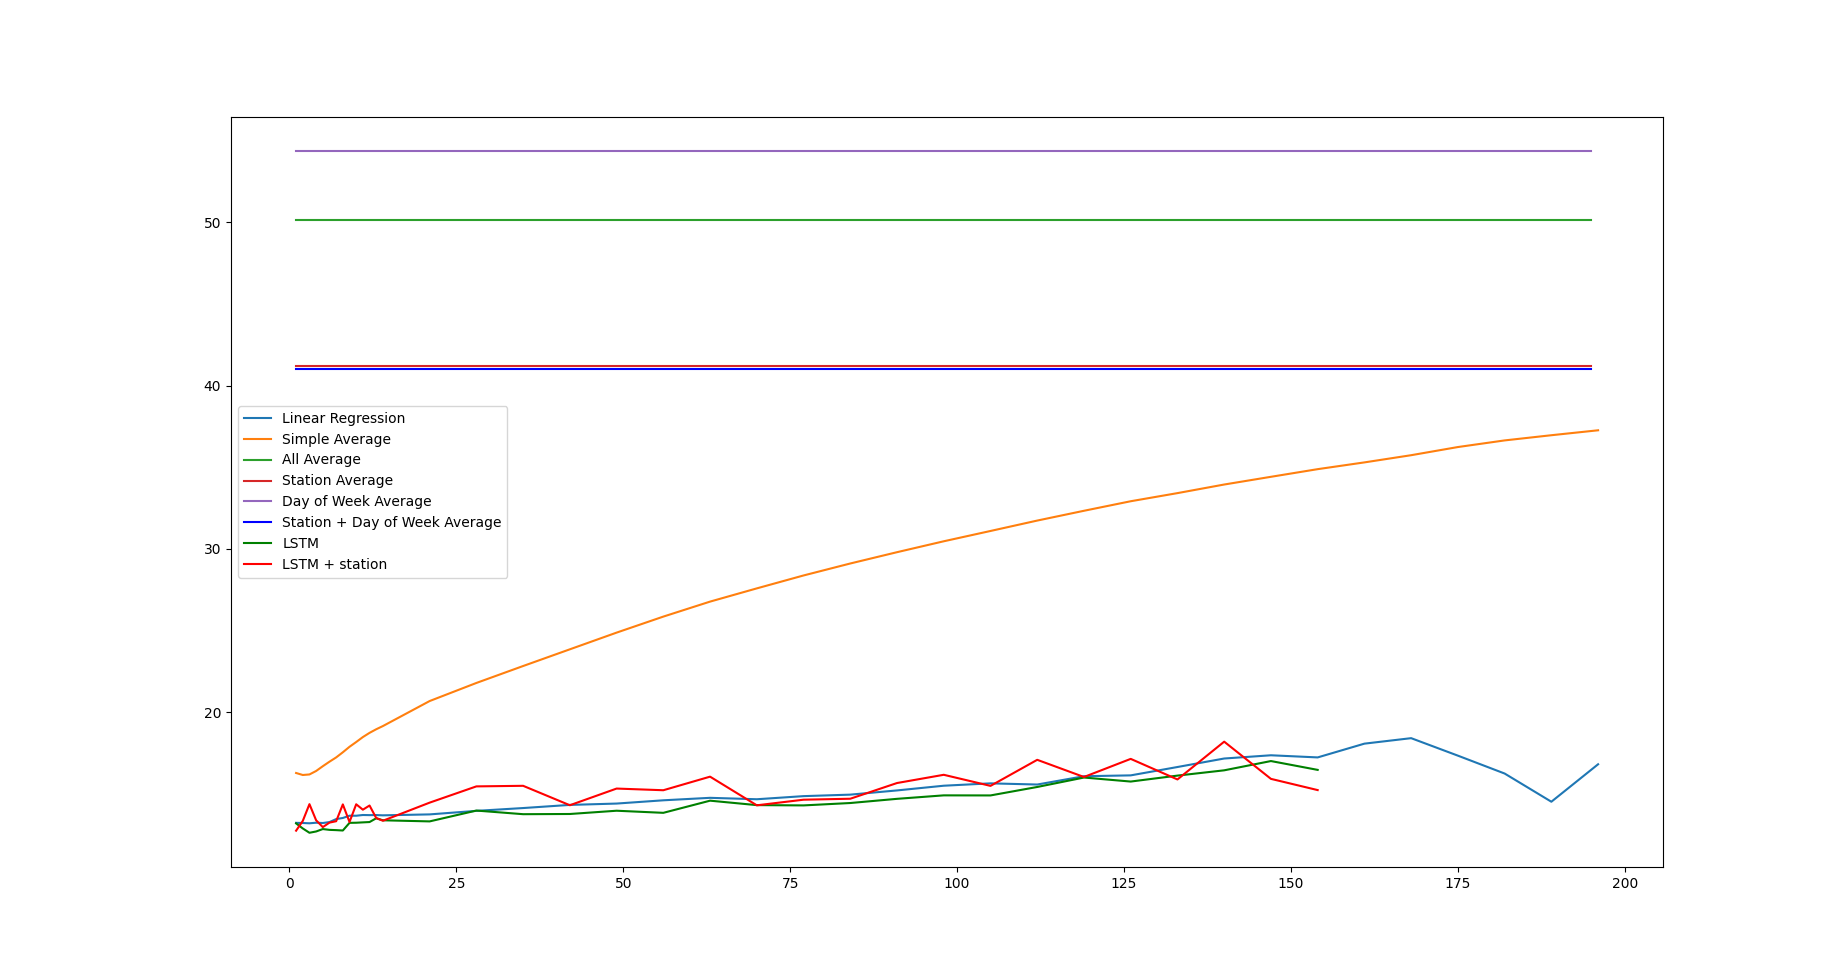 50
40
30
20
Linear Regression
Simple Average
All Average
Station Average
Day of Week Average
Station + Day of Week Average
LSTM
LSTM + station
0 25 50 75 100 125 150 175 200